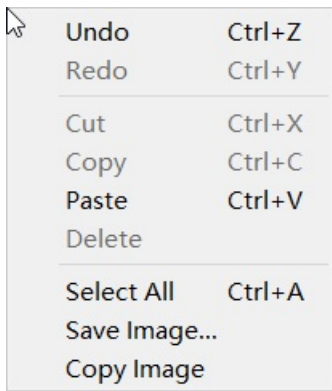 Undo Ctrl+Z
Redo Ctrl+Y
Cut Ctrl+X
Copy Ctrl+C
Paste Ctrl+V
Delete
Select All Ctrl+A
Save Image...
Copy Image